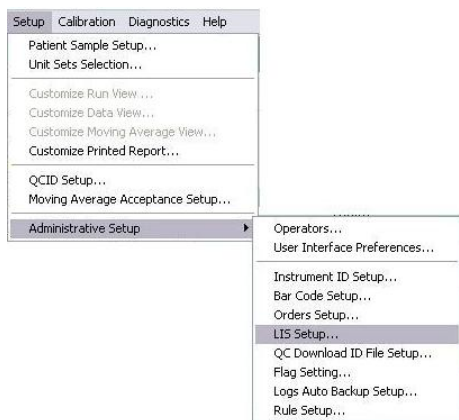 Setup Calibration Diagnostics Help
Patient Sample Setup...
Unit Sets Selection...
Customize Run View ...
Customize Data View...
Customize Moving Average View...
Customize Printed Report...
QCID Setup...
Moving Average Acceptance Setup...
Administrative Setup
Operators...
User Interface Preferences...
Instrument ID Setup...
Bar Code Setup...
Orders Setup...
LIS Setup...
QC Download ID File Setup...
Flag Setting...
Logs Auto Backup Setup...
Rule Setup...